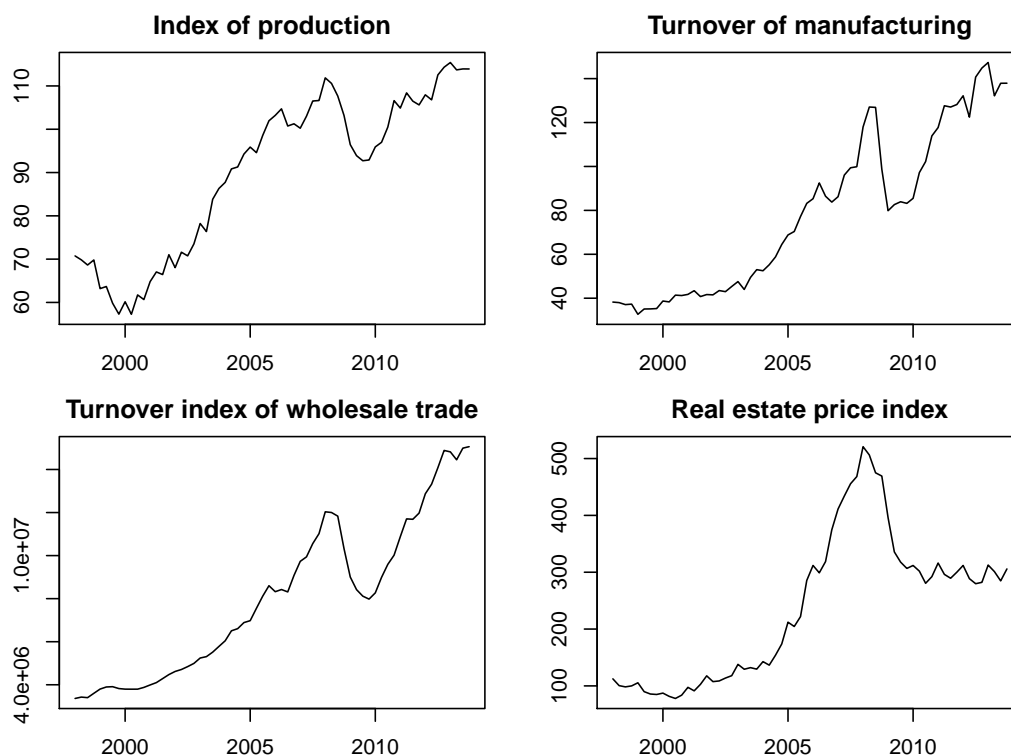 Index of production
60 70 90 110
2000 2005 2010
Turnover of manufacturing
40 60 80 120
2000 2005 2010
Turnover index of wholesale trade
4.0e+06 1.0e+07
2000 2005 2010
Real estate price index
100 200 300 400 500
2000 2005 2010